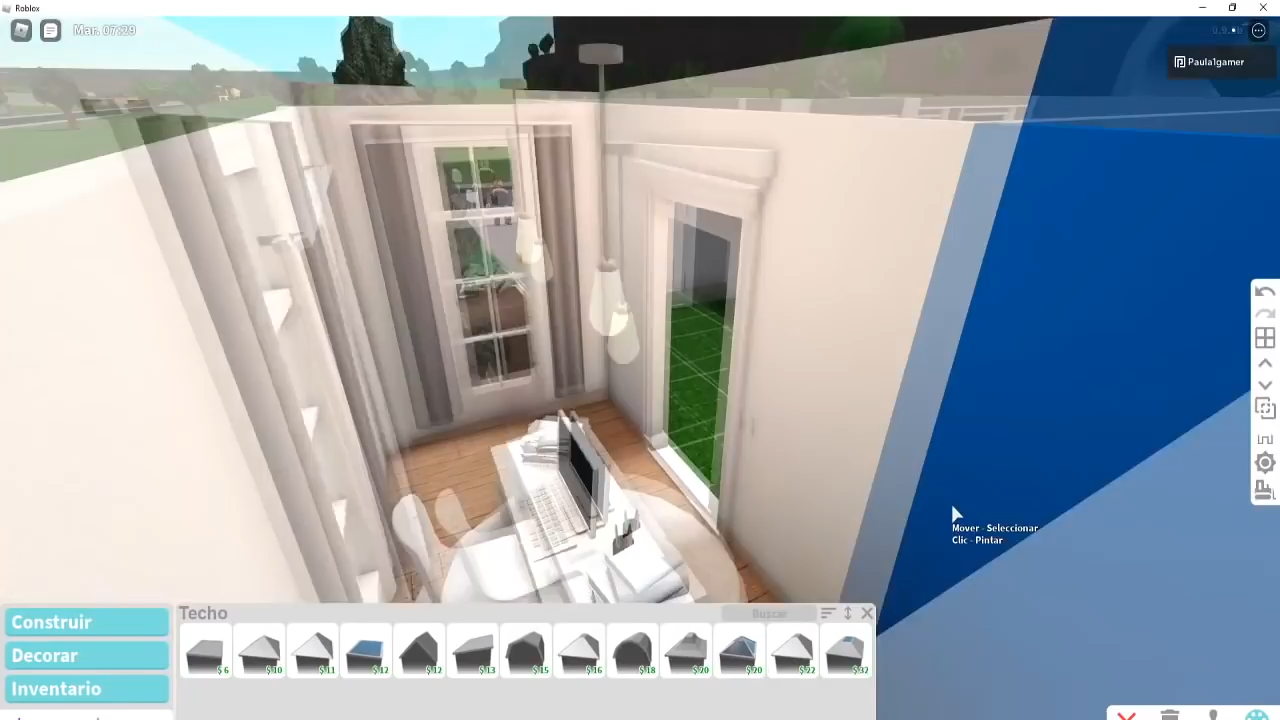 Roblox
Mar. 07:29
Paula1gamer
Mover - Seleccionar
Clic - Pintar
Construir
Decorar
Inventario
Techo
Buscar
$6 $10 $11 $12 $12 $13 $15 $16 $18 $20 $20 $22 $32